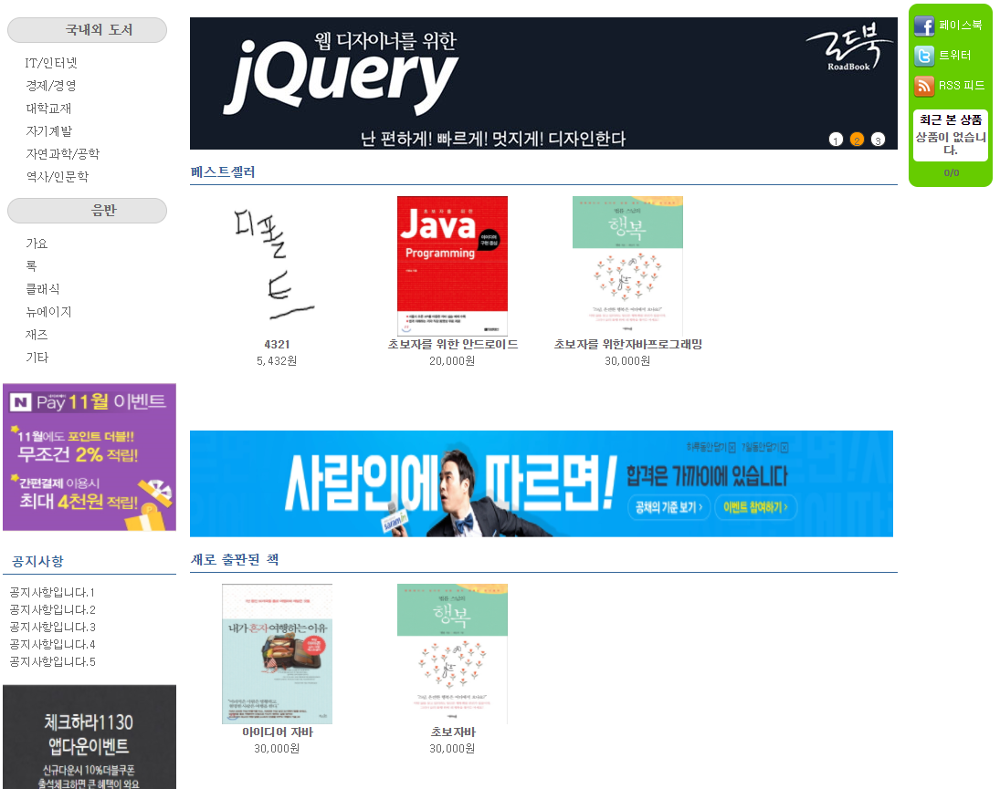 국내외 도서
IT/인터넷
경제/경영
대학교재
자기계발
자연과학/공학
역사/인문학
음반
가요
록
클래식
뉴에이지
재즈
기타
N Pay 11월 이벤트
11월에도 포인트 더블!!
무조건 2% 적립!
간편결제 이용시
최대 4천원 적립!
공지사항
공지사항입니다.1
공지사항입니다.2
공지사항입니다.3
공지사항입니다.4
공지사항입니다.5
체크하라1130
앱다운이벤트
신규다운시 10%더블쿠폰
출석체크하면 큰 혜택이 와요
웹 디자이너를 위한
jQuery
로드북
RoadBook
난 편하게! 빠르게! 멋지게! 디자인한다
1 2 3
베스트셀러
디폴
트
4321
5,432원
초보자를 위한
Java
Programming
초보자를 위한 안드로이드
20,000원
법륜 스님의
행복
초보자를 위한자바프로그래밍
30,000원
하루동안닫기 7일동안닫기
사람인에 따르면!
합격은 가까이에 있습니다
saramin
공채의 기준 보기 ›
이벤트 참여하기 ›
재로 출판된 책
내가 혼자 여행하는 이유
아이디어 자바
30,000원
법륜 스님의
행복
초보자바
30,000원
페이스북
트위터
RSS 피드
최근 본 상품
상품이 없습니
다.
0/0